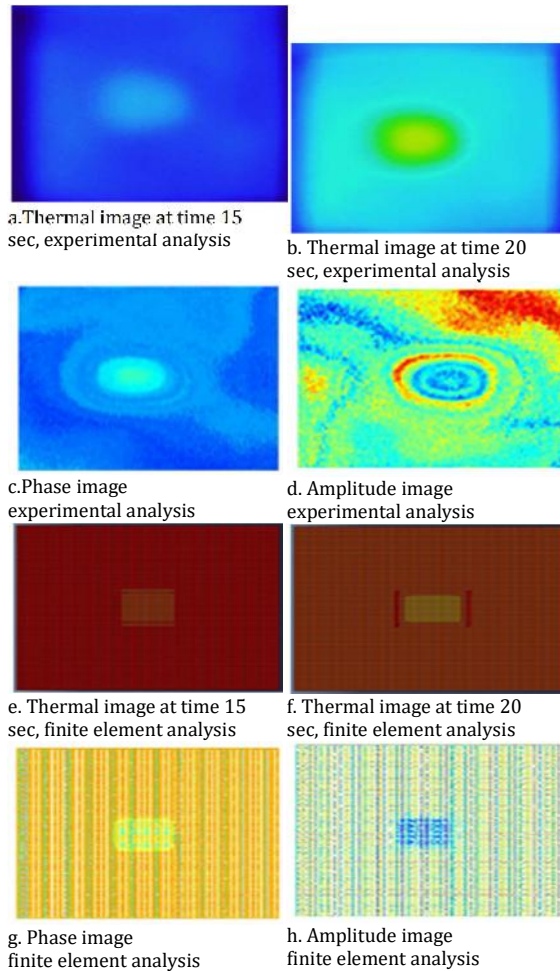 a.Thermal image at time 15
sec, experimental analysis
b. Thermal image at time 20
sec, experimental analysis
c.Phase image
experimental analysis
d. Amplitude image
experimental analysis
e. Thermal image at time 15
sec, finite element analysis
f. Thermal image at time 20
sec, finite element analysis
g. Phase image
finite element analysis
h. Amplitude image
finite element analysis